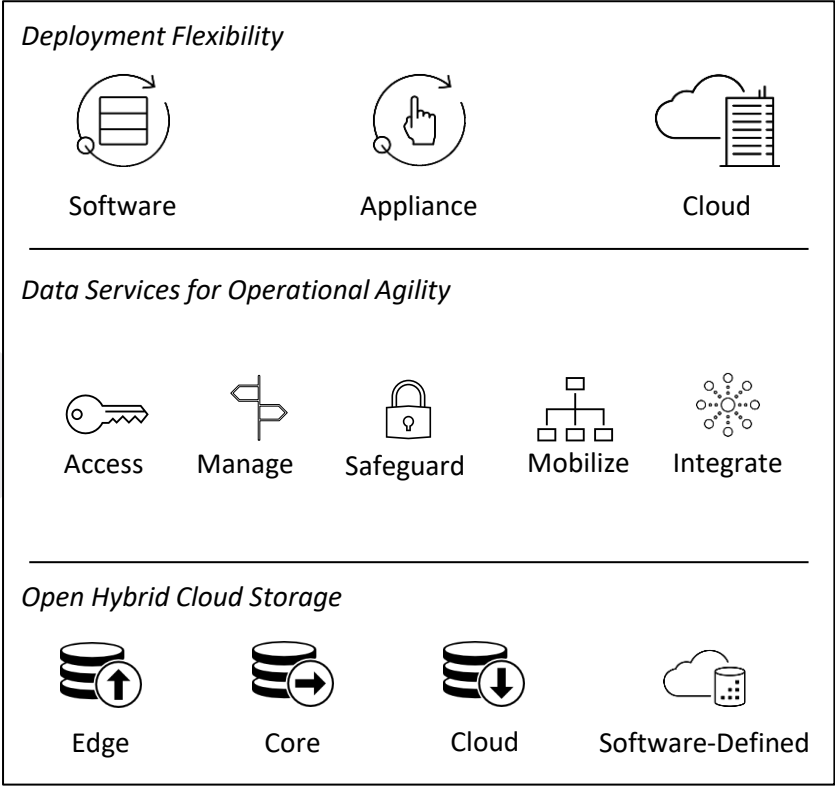 Deployment Flexibility
Software Appliance Cloud
Data Services for Operational Agility
Access Manage Safeguard Mobilize Integrate
Open Hybrid Cloud Storage
Edge Core Cloud Software-Defined